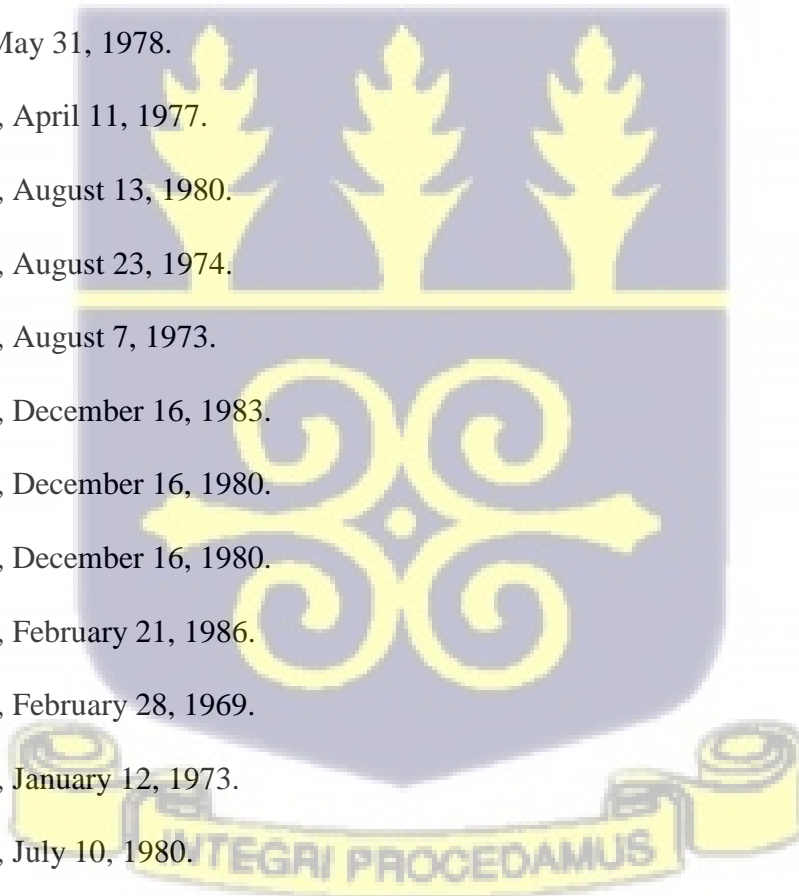 May 31, 1978.
, April 11, 1977.
, August 13, 1980.
, August 23, 1974.
, August 7, 1973.
, December 16, 1983.
, December 16, 1980.
, December 16, 1980.
, February 21, 1986.
, February 28, 1969.
, January 12, 1973.
, July 10, 1980.
INTEGRI PROCEDAMUS